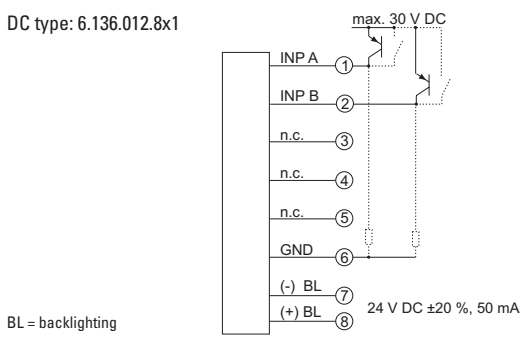 DC type: 6.136.012.8x1
max. 30 V DC
INP A 1
INP B 2
n.c. 3
n.c. 4
n.c. 5
GND 6
(-) BL 7
(+) BL 8
24 V DC ±20 %, 50 mA
BL = backlighting